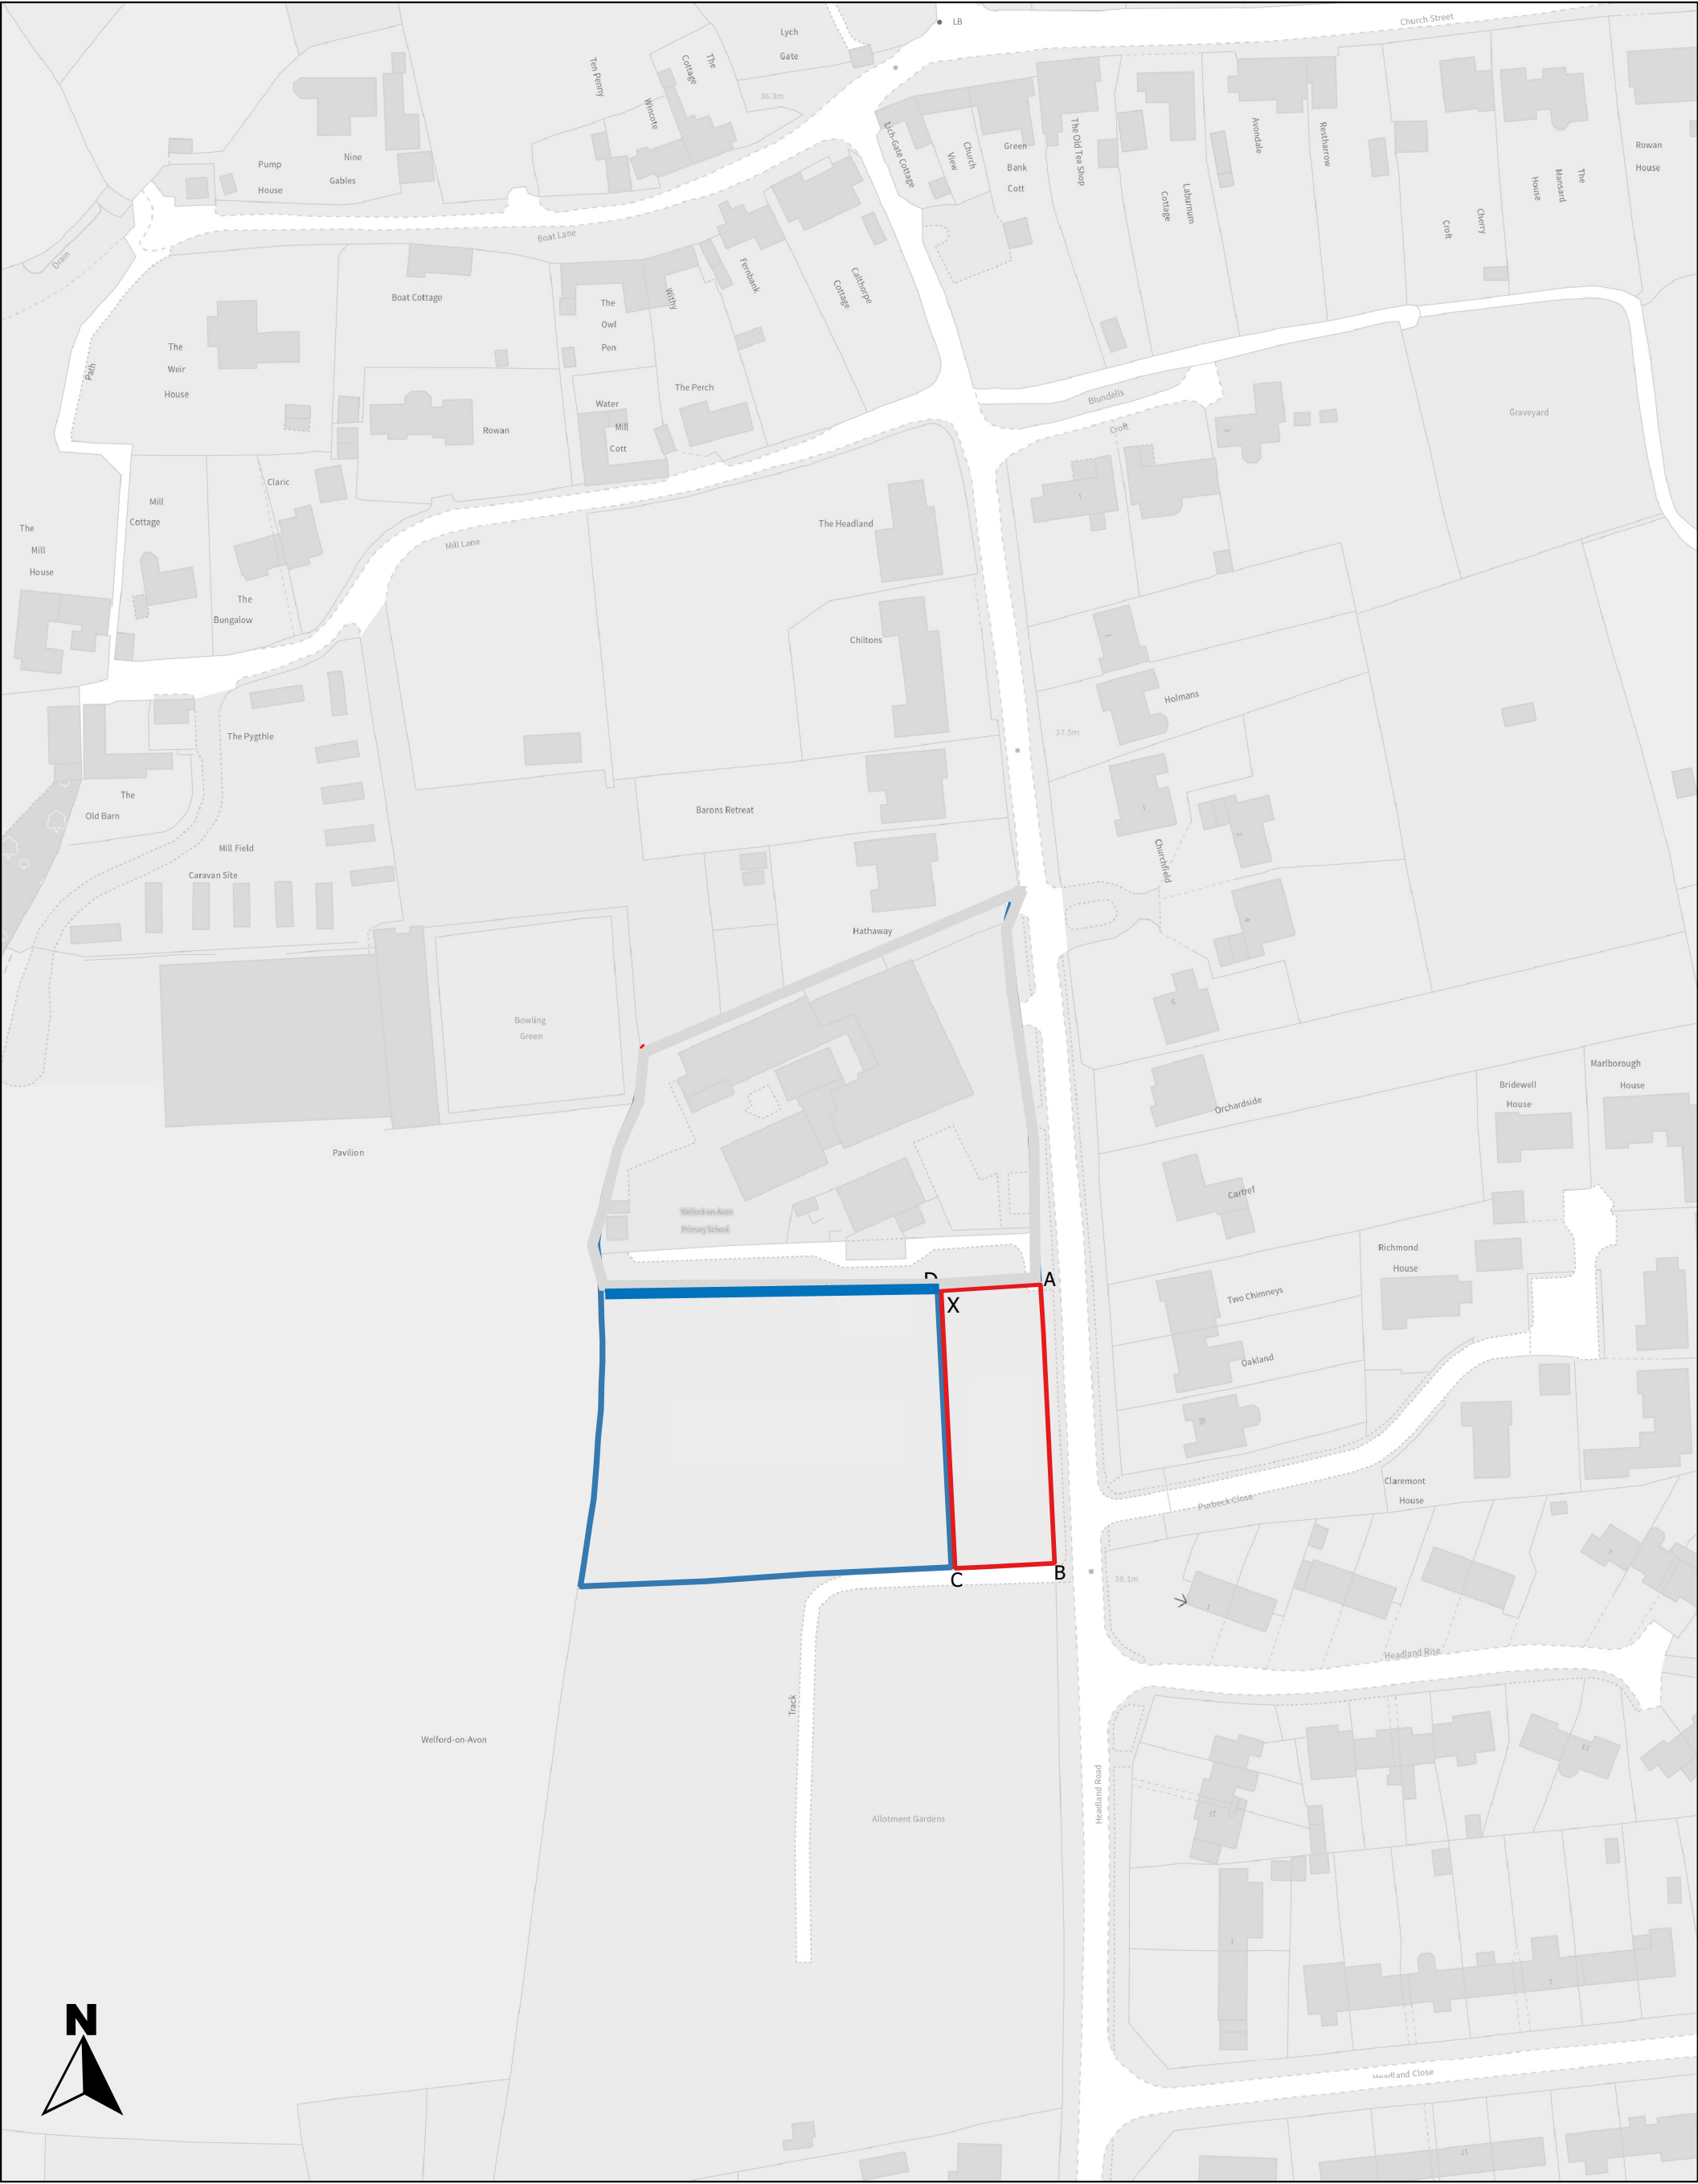 Church Street
LB
Lych
Gate
Ten Penny
The
Cottage
Wincote
36.3m
Pump
House
Nine
Gables
Lich-Gate Cottage
Church
View
Green
Bank
Cott
The Old Tea Shop
Laburnum
Cottage
Avondale
Restharrow
Cherry
Croft
The
Mansard
House
Rowan
House
Drain
Boat Lane
Boat Cottage
The
Owl
Pen
Withy
Fernbank
Calthorpe
Cottage
Path
The
Weir
House
Rowan
Water
Mill
Cott
The Perch
Blundells
Croft
3
Graveyard
1
Claric
Mill
Cottage
The
Mill
House
The
Bungalow
Mill Lane
The Headland
Chiltons
1
Holmans
37.5m
The Pygthle
The
Old Barn
Mill Field
Caravan Site
Barons Retreat
Hathaway
1
Churchfield
Bowling
Green
Pavilion
Orchardside
Bridewell
House
Marlborough
House
Cartref
Welford-on-Avon
Primary School
Richmond
House
Two Chimneys
D
A
X
Oakland
Claremont
House
Purbeck Close
C
B
38.1m
1
Headland Rise
Track
Welford-on-Avon
Allotment Gardens
Headland Road
Headland Close
N